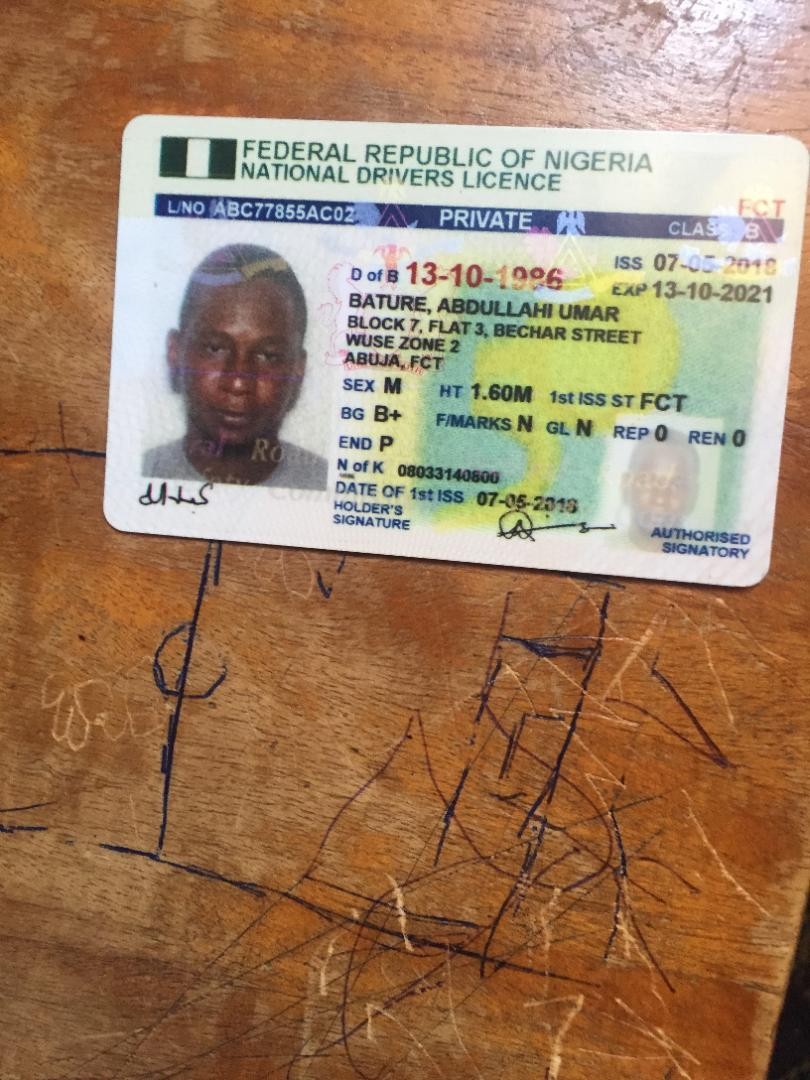 FEDERAL REPUBLIC OF NIGERIA
NATIONAL DRIVERS LICENCE
FCT
L/NO ABC77855AC02 PRIVATE CLASS B
D of B 13-10-1986 ISS 07-05-2018
EXP 13-10-2021
BATURE, ABDULLAHI UMAR
BLOCK 7, FLAT 3, BECHAR STREET
WUSE ZONE 2
ABUJA, FCT
SEX M HT 1.60M 1st ISS ST FCT
BG B+ F/MARKS N GL N REP 0 REN 0
END P
N of K 08033140800
DATE OF 1st ISS 07-05-2018
HOLDER'S
SIGNATURE
AUTHORISED
SIGNATORY